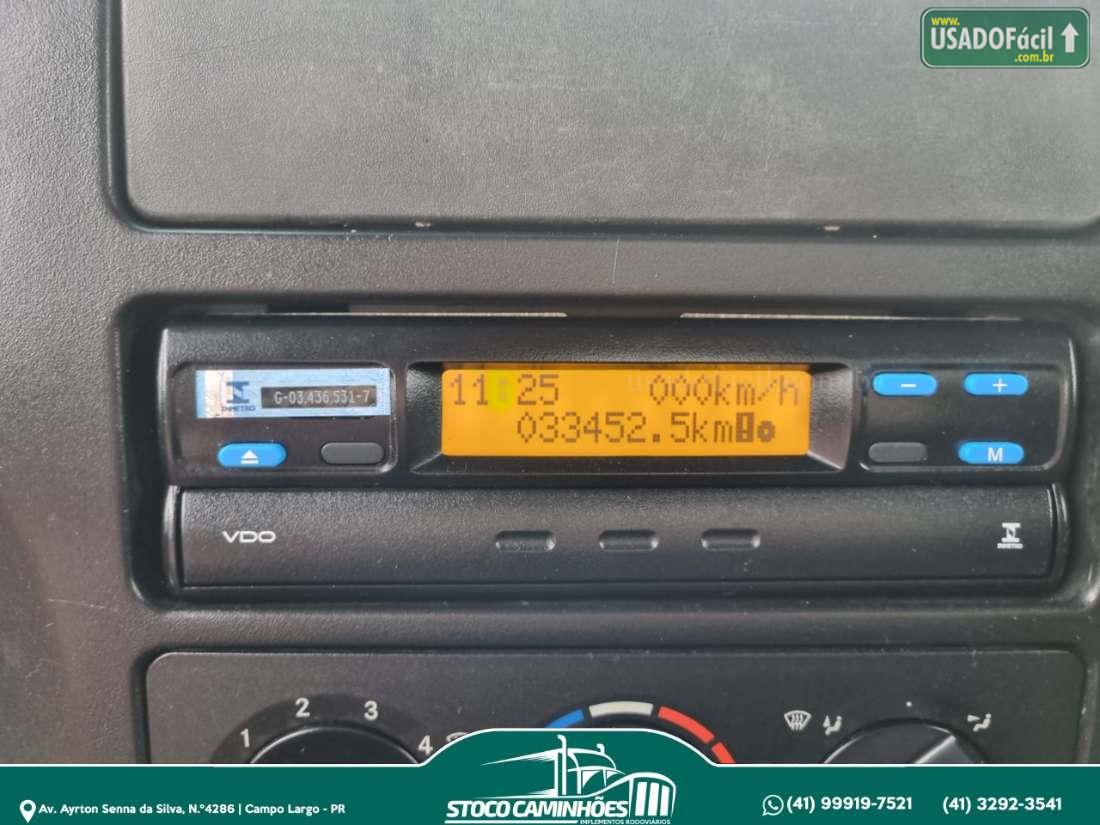 www.
USADOFácil
.com.br
INMETRO
G-03.436.531-7
11:25 000km/h
033452.5km
- +
M
VDO
INMETRO
1 2 3 4
Av. Ayrton Senna da Silva, N.º4286 | Campo Largo - PR
STOCO CAMINHÕES
IMPLEMENTOS RODOVIÁRIOS
(41) 99919-7521 (41) 3292-3541